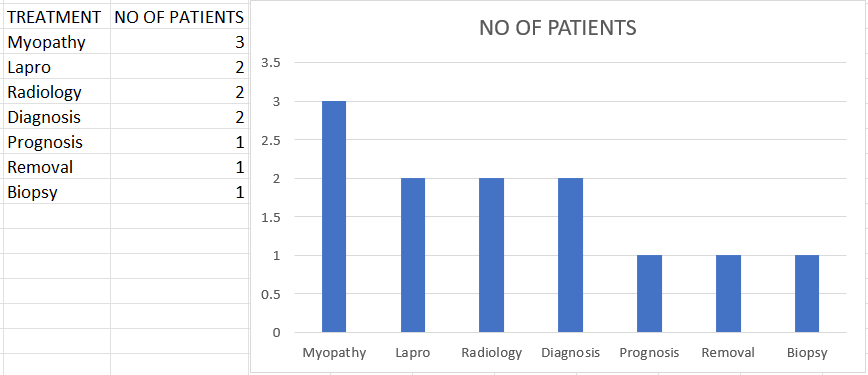 TREATMENT NO OF PATIENTS
Myopathy 3
Lapro 2
Radiology 2
Diagnosis 2
Prognosis 1
Removal 1
Biopsy 1
NO OF PATIENTS
3.5
3
2.5
2
1.5
1
0.5
0
Myopathy Lapro Radiology Diagnosis Prognosis Removal Biopsy